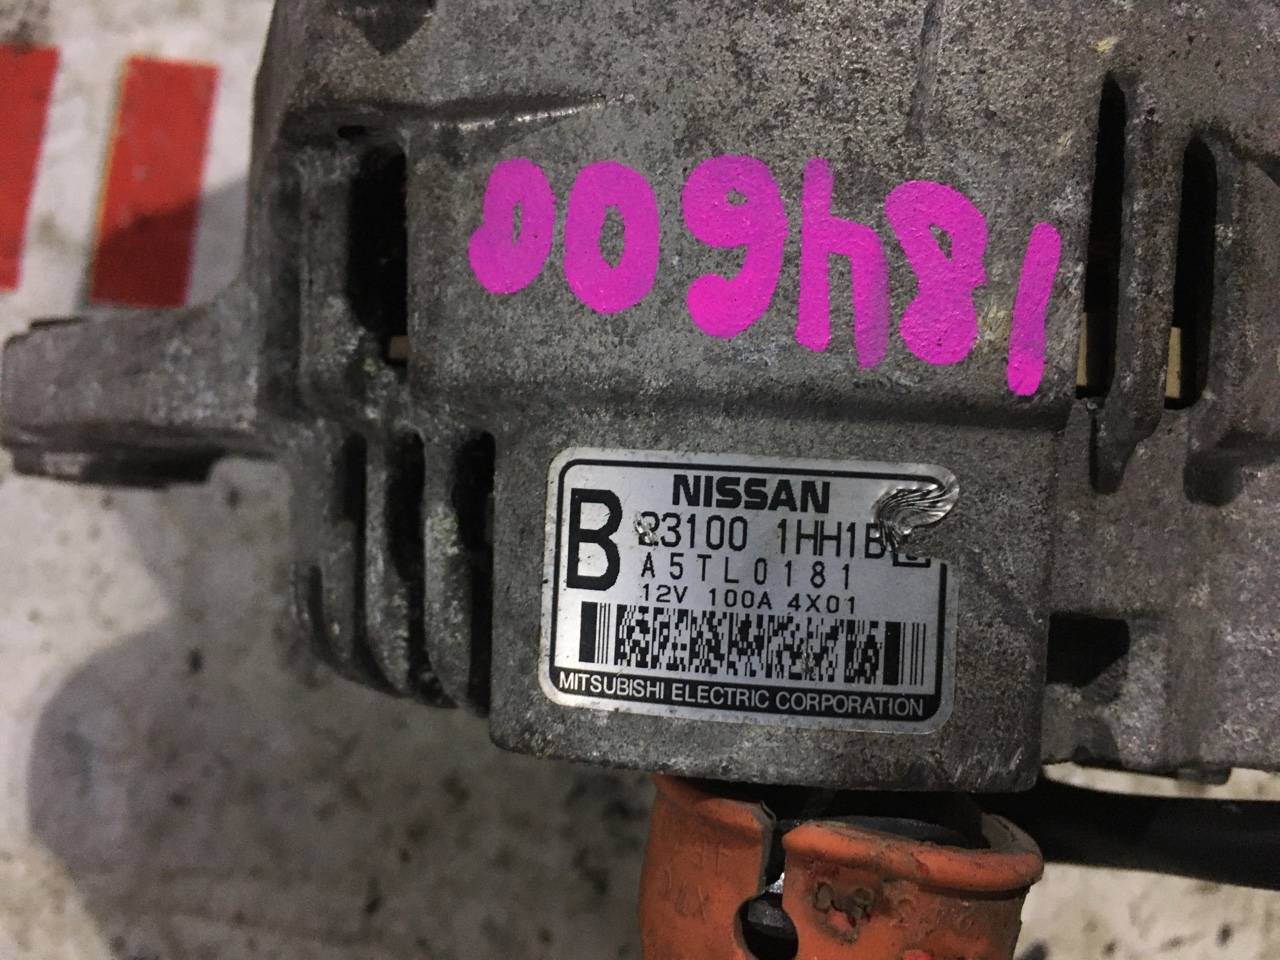 184600
NISSAN
B
23100 1HH1B
A5TL0181
12V 100A 4X01
MITSUBISHI ELECTRIC CORPORATION